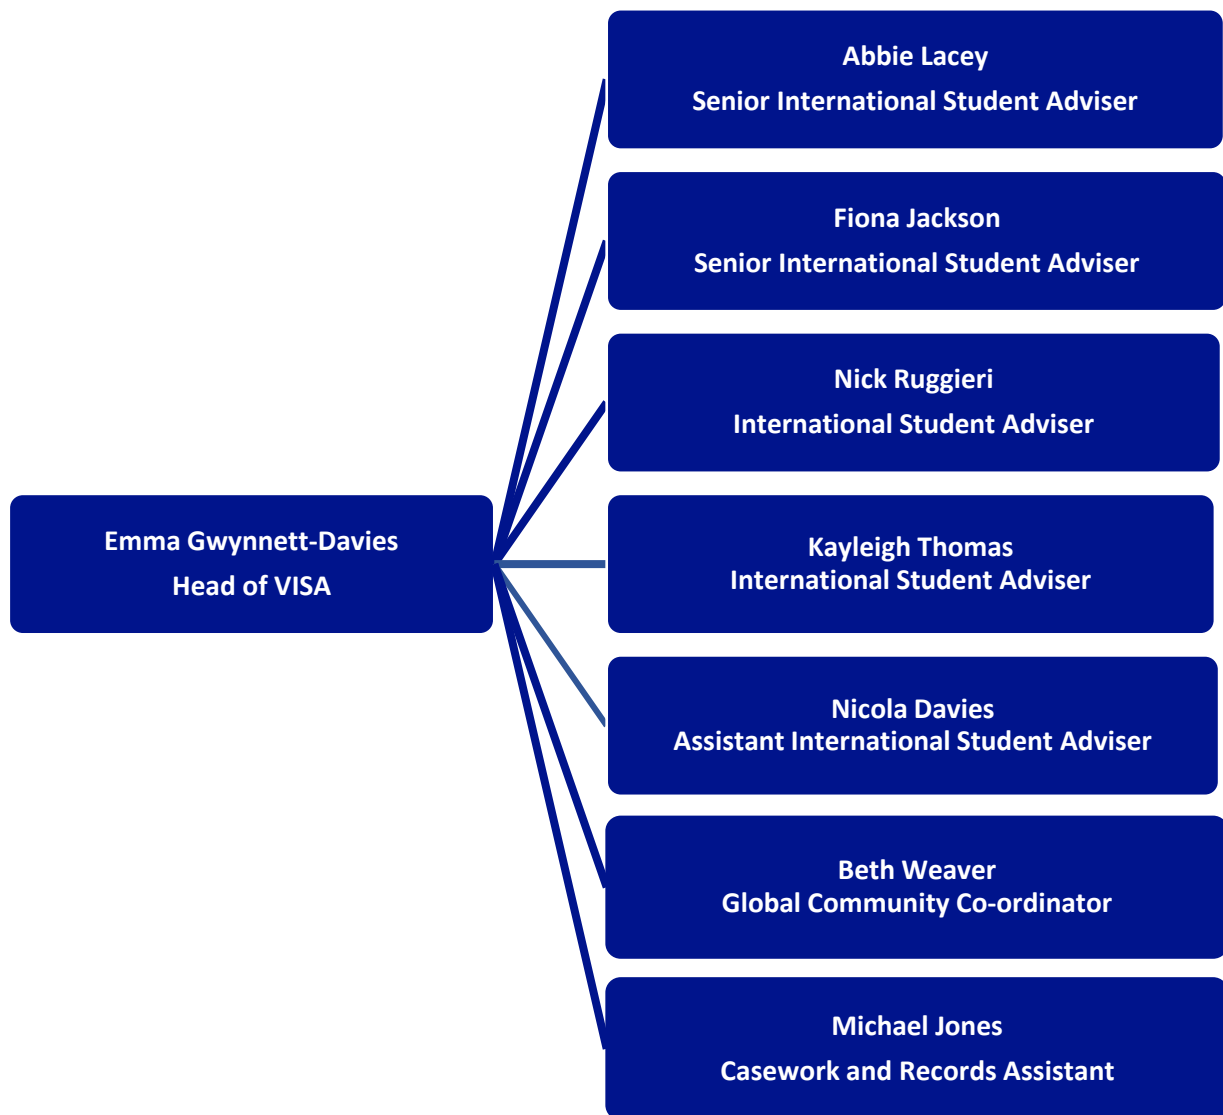 Abbie Lacey
Senior International Student Adviser
Fiona Jackson
Senior International Student Adviser
Nick Ruggieri
International Student Adviser
Emma Gwynnett-Davies
Head of VISA
Kayleigh Thomas
International Student Adviser
Nicola Davies
Assistant International Student Adviser
Beth Weaver
Global Community Co-ordinator
Michael Jones
Casework and Records Assistant